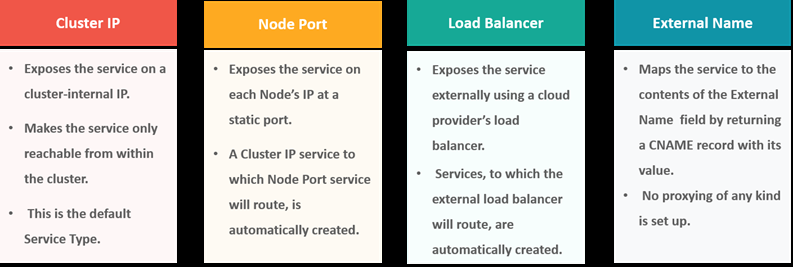 Cluster IP
• Exposes the service on a
cluster-internal IP.
• Makes the service only
reachable from within
the cluster.
• This is the default
Service Type.
Node Port
• Exposes the service on
each Node's IP at a
static port.
• A Cluster IP service to
which Node Port service
will route, is
automatically created.
Load Balancer
• Exposes the service
externally using a cloud
provider's load
balancer.
• Services, to which the
external load balancer
will route, are
automatically created.
External Name
• Maps the service to the
contents of the External
Name field by returning
a CNAME record with its
value.
• No proxying of any kind
is set up.